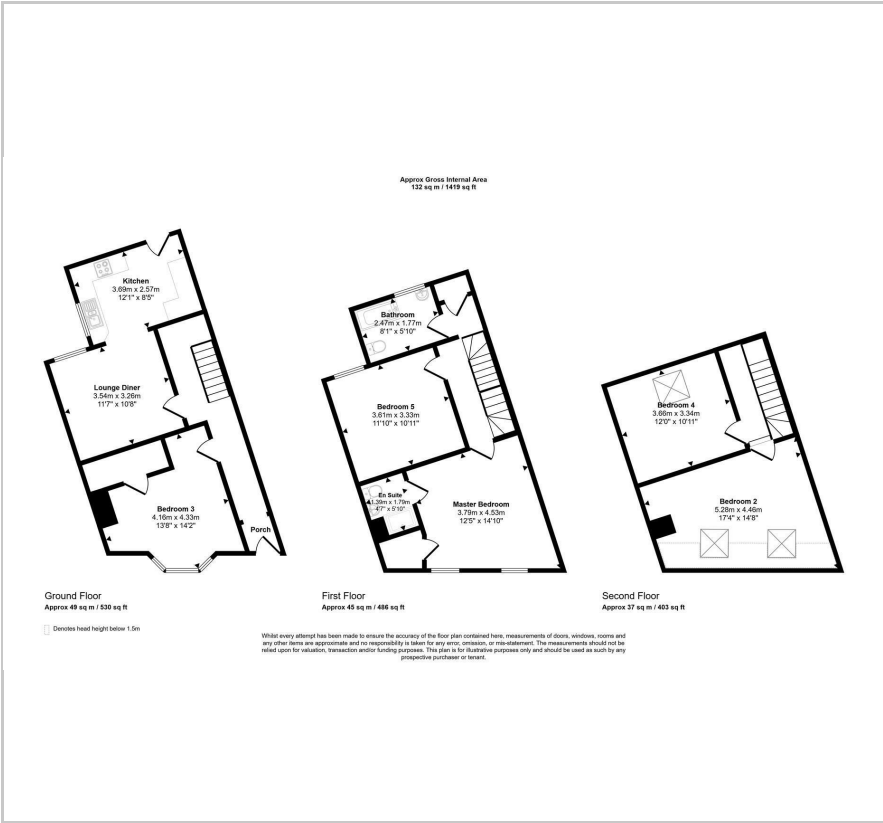 Approx Gross Internal Area
132 sq m / 1419 sq ft
Kitchen
3.69m x 2.57m
12'1" x 8'5"
Lounge Diner
3.54m x 3.26m
11'7" x 10'8"
Bedroom 3
4.16m x 4.33m
13'8" x 14'2"
Porch
Ground Floor
Approx 49 sq m / 530 sq ft
Denotes head height below 1.5m
Bathroom
2.47m x 1.77m
8'1" x 5'10"
Bedroom 5
3.61m x 3.33m
11'10" x 10'11"
En Suite
1.39m x 1.79m
4'7" x 5'10"
Master Bedroom
3.79m x 4.53m
12'5" x 14'10"
First Floor
Approx 45 sq m / 486 sq ft
Bedroom 4
3.66m x 3.34m
12'0" x 10'11"
Bedroom 2
5.28m x 4.46m
17'4" x 14'8"
Second Floor
Approx 37 sq m / 403 sq ft
Whilst every attempt has been made to ensure the accuracy of the floor plan contained here, measurements of doors, windows, rooms and
any other items are approximate and no responsibility is taken for any error, omission, or mis-statement. The measurements should not be
relied upon for valuation, transaction and/or funding purposes. This plan is for illustrative purposes only and should be used as such by any
prospective purchaser or tenant.